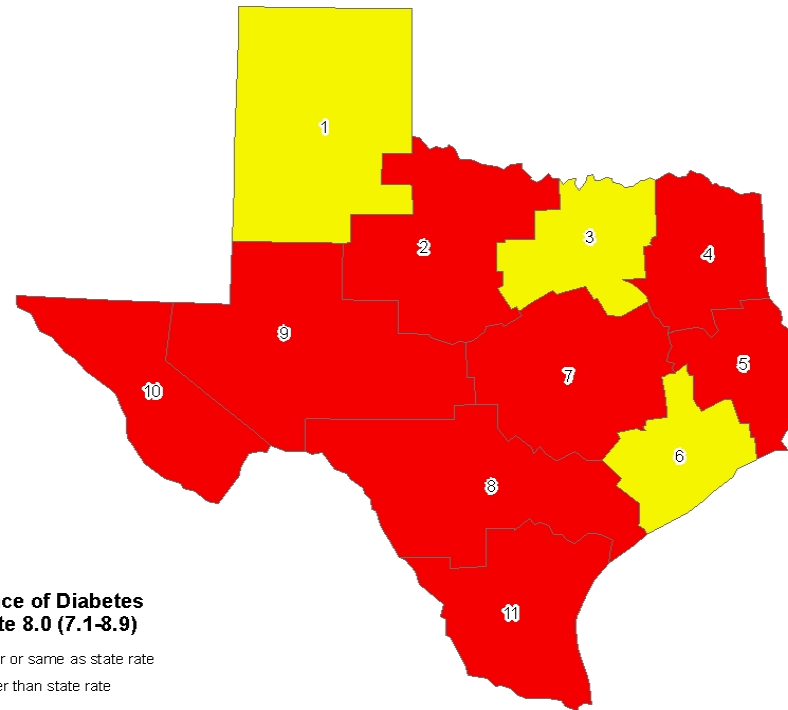 1
2
3
4
5
6
7
8
9
10
11
ce of Diabetes
te 8.0 (7.1-8.9)
r or same as state rate
er than state rate